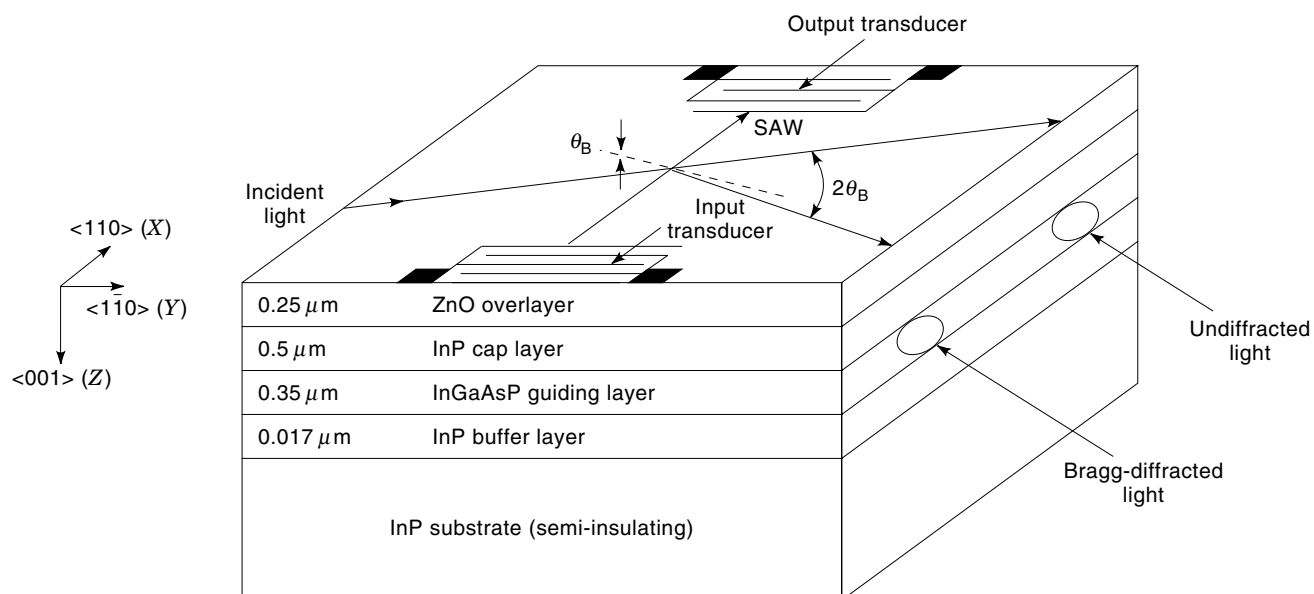 Output transducer
SAW
θB
2θB
Incident
light
Input
transducer
<110> (X)
<11̄0> (Y)
<001> (Z)
0.25 μm ZnO overlayer
0.5 μm InP cap layer
0.35 μm InGaAsP guiding layer
0.017 μm InP buffer layer
InP substrate (semi-insulating)
Undiffracted
light
Bragg-diffracted
light